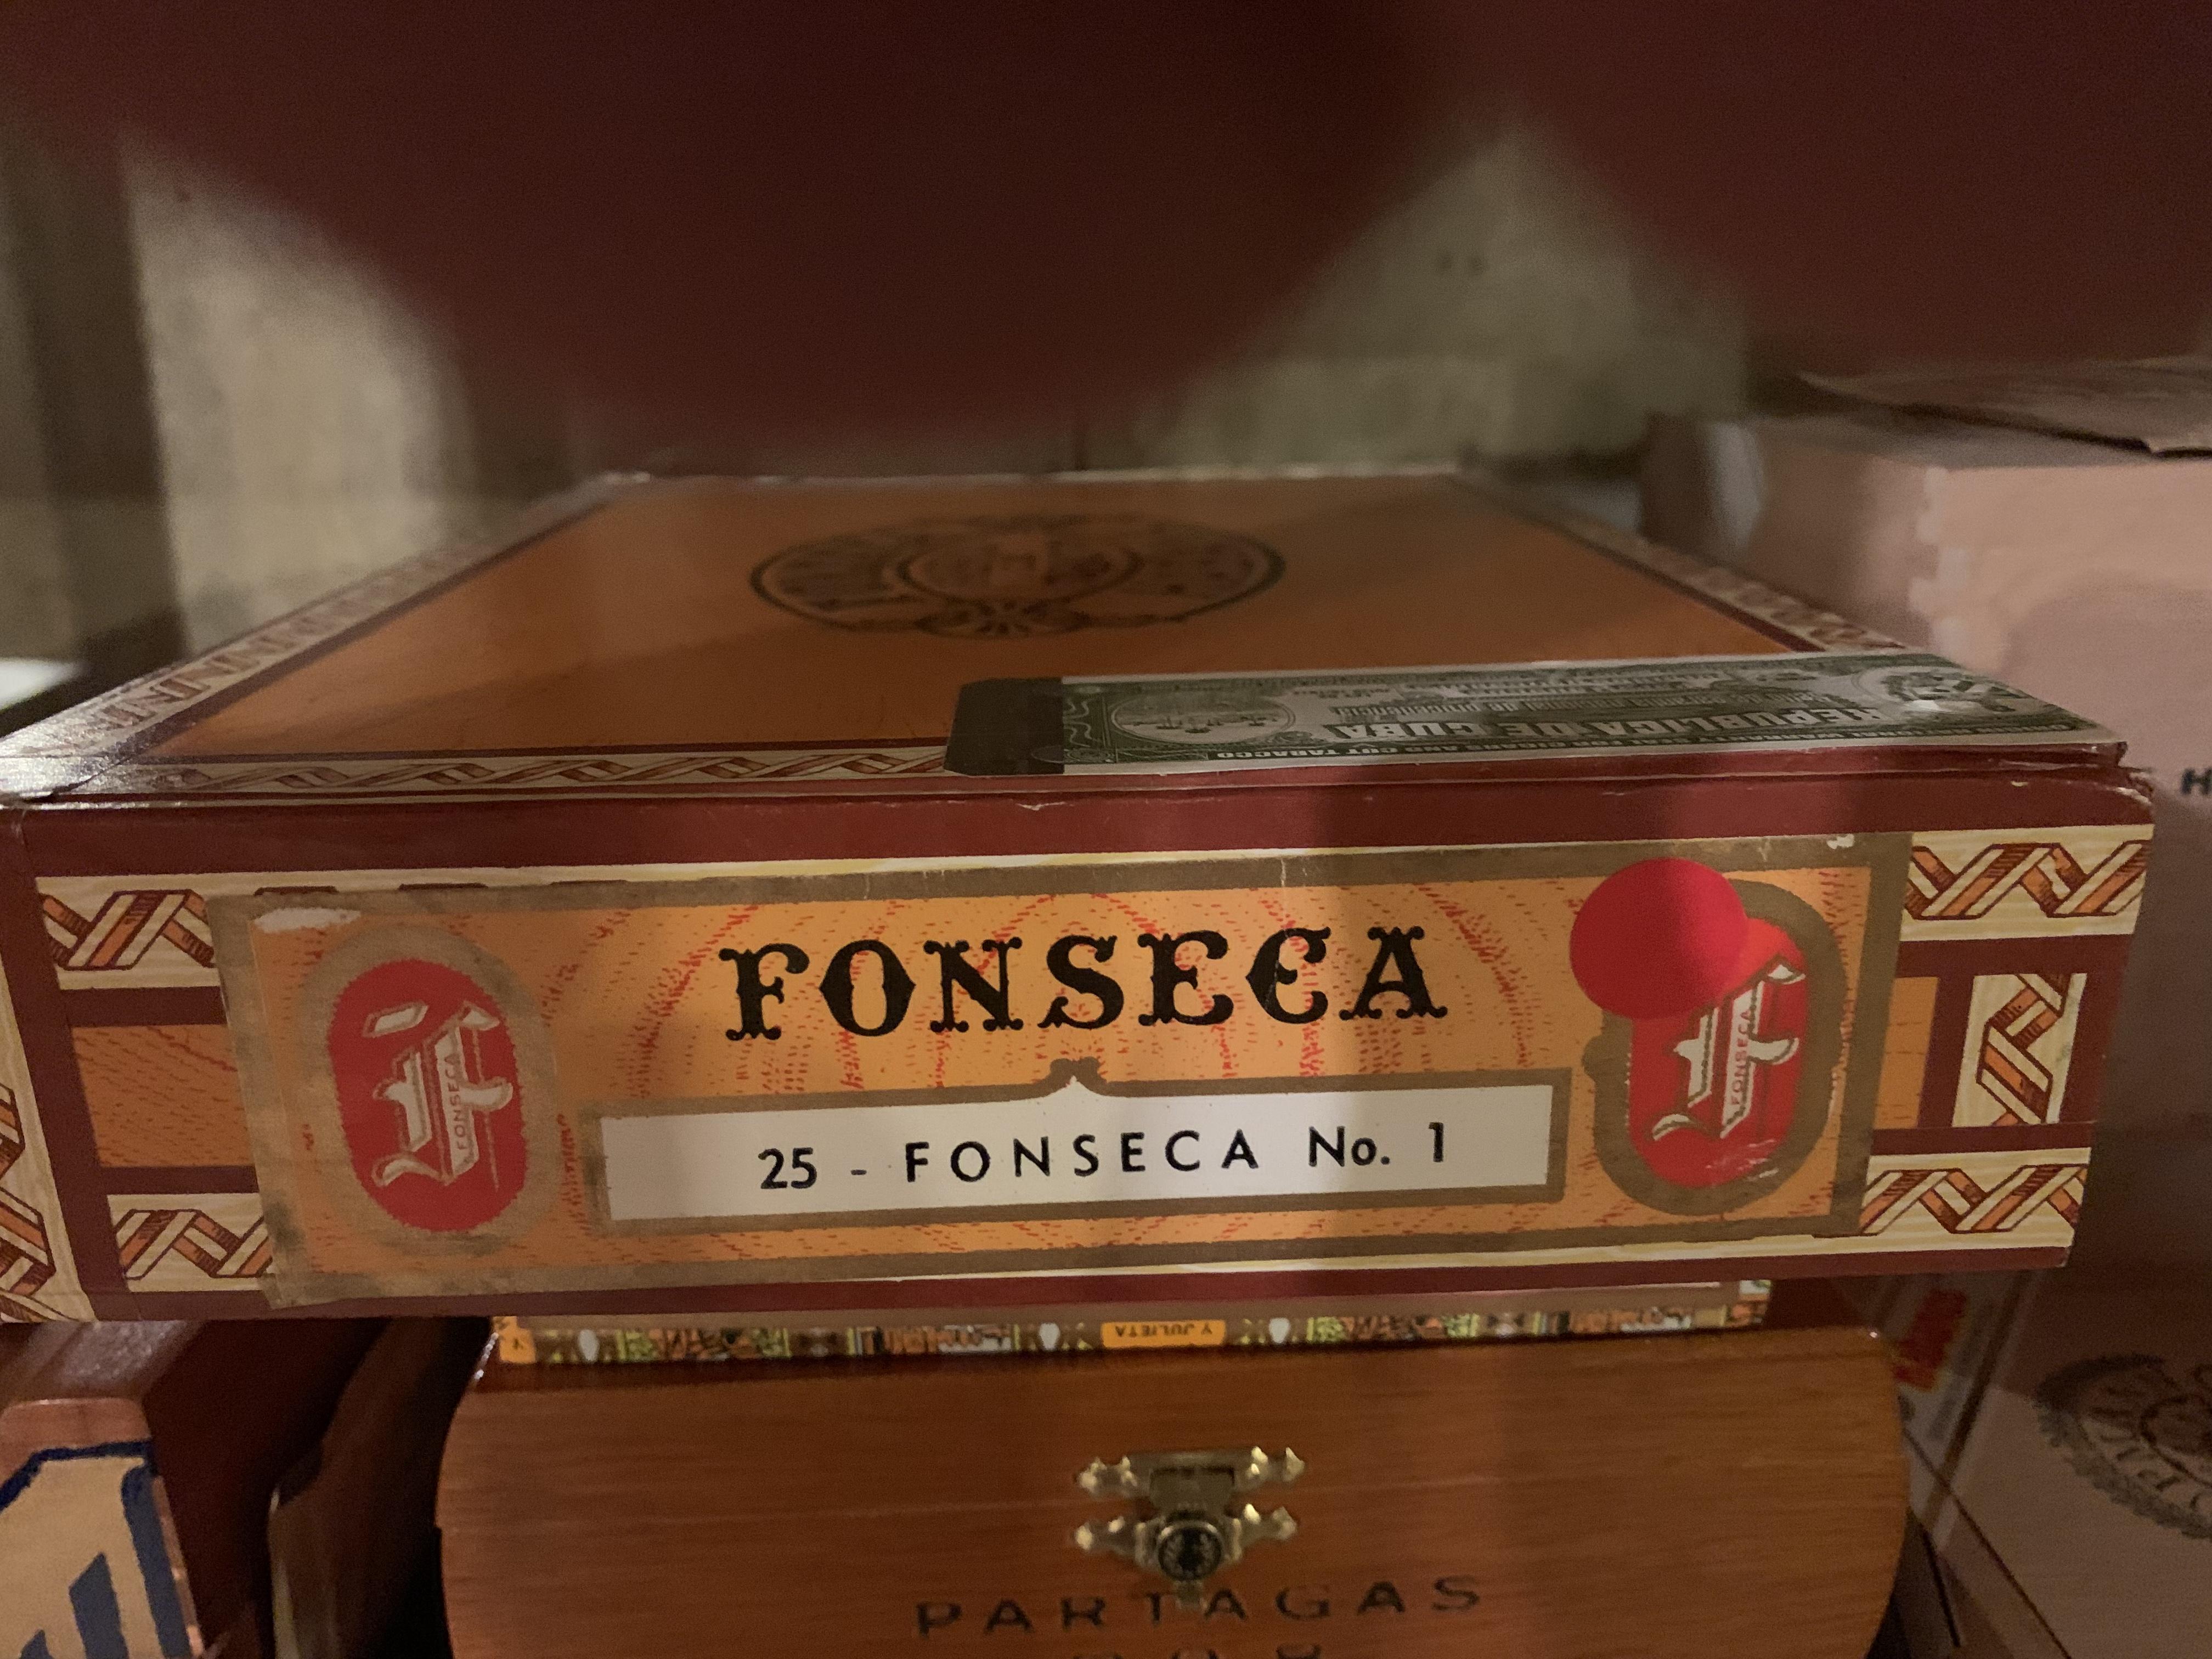 REPUBLICA DE CUBA
FONSECA
FONSECA
FONSECA
25 - FONSECA No. 1
Y JULIETA Y
PARTAGAS